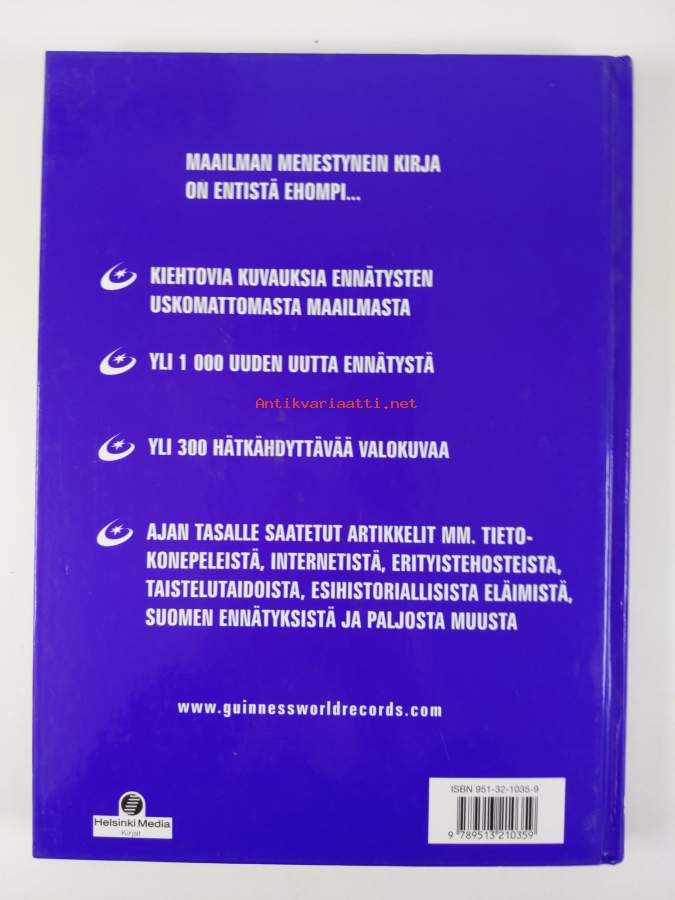 MAAILMAN MENESTYNEIN KIRJA
ON ENTISTÄ EHOMPI...
KIEHTOVIA KUVAUKSIA ENNÄTYSTEN
USKOMATTOMASTA MAAILMASTA
YLI 1 000 UUDEN UUTTA ENNÄTYSTÄ
Antikvariaatti.net
YLI 300 HÄTKÄHDYTTÄVÄÄ VALOKUVAA
AJAN TASALLE SAATETUT ARTIKKELIT MM. TIETO-
KONEPELEISTÄ, INTERNETISTÄ, ERITYISTEHOSTEISTA,
TAISTELUTAIDOISTA, ESIHISTORIALLISISTA ELÄIMISTÄ,
SUOMEN ENNÄTYKSISTÄ JA PALJOSTA MUUSTA
www.guinnessworldrecords.com
ISBN 951-32-1035-9
9 789513 210359
Helsinki Media
Kirjat